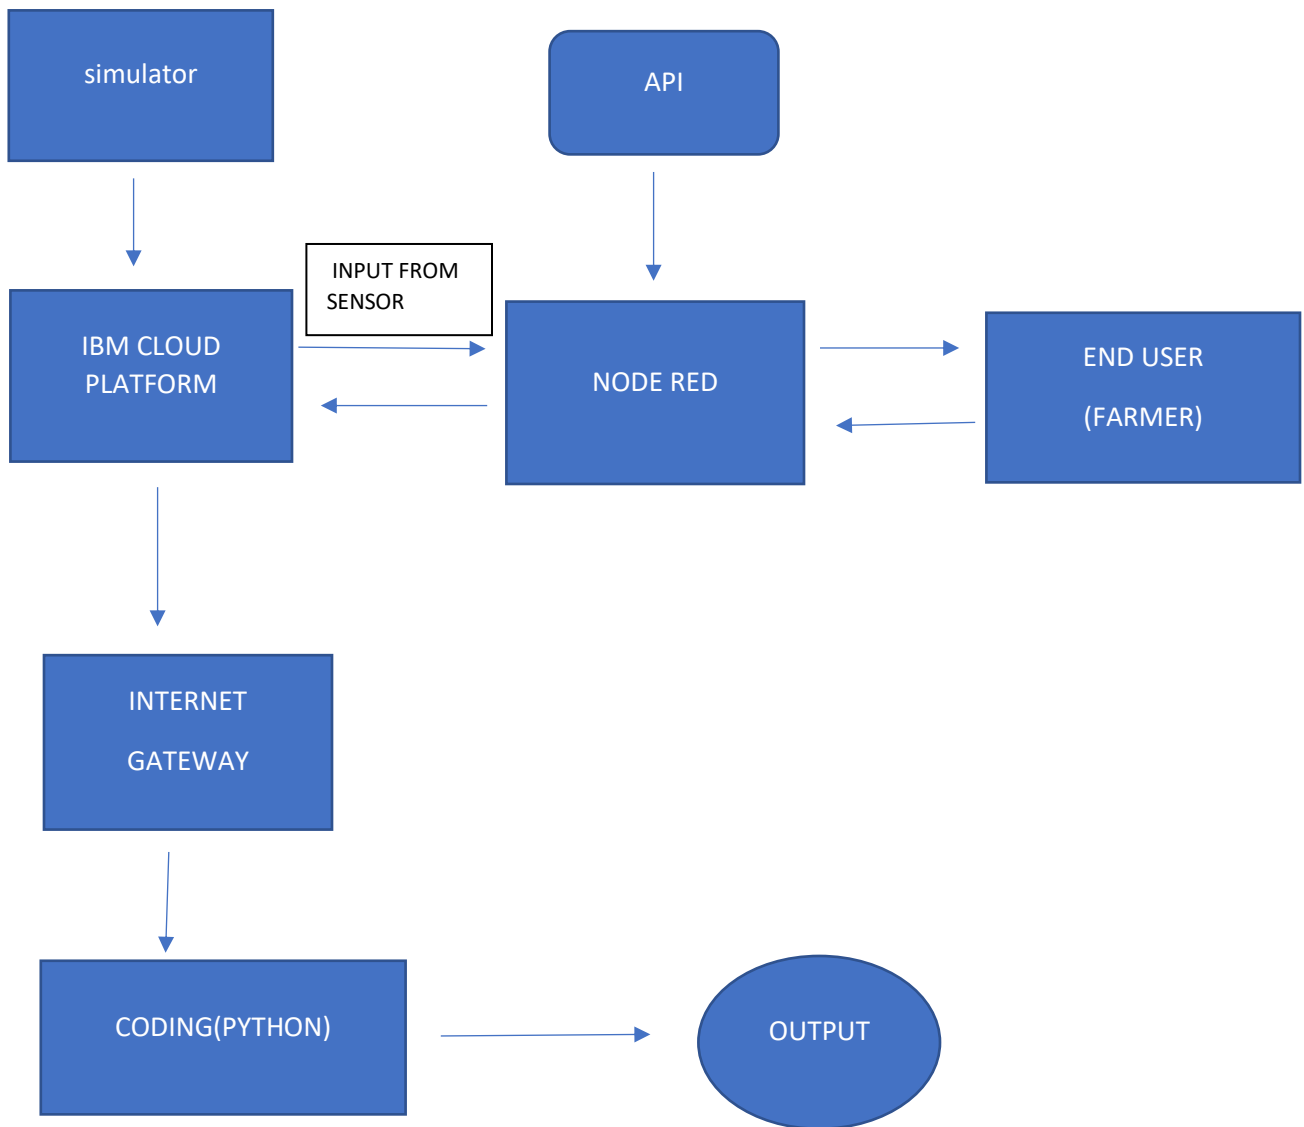 simulator
API
INPUT FROM
SENSOR
IBM CLOUD
PLATFORM
NODE RED
END USER
(FARMER)
INTERNET
GATEWAY
CODING(PYTHON)
OUTPUT